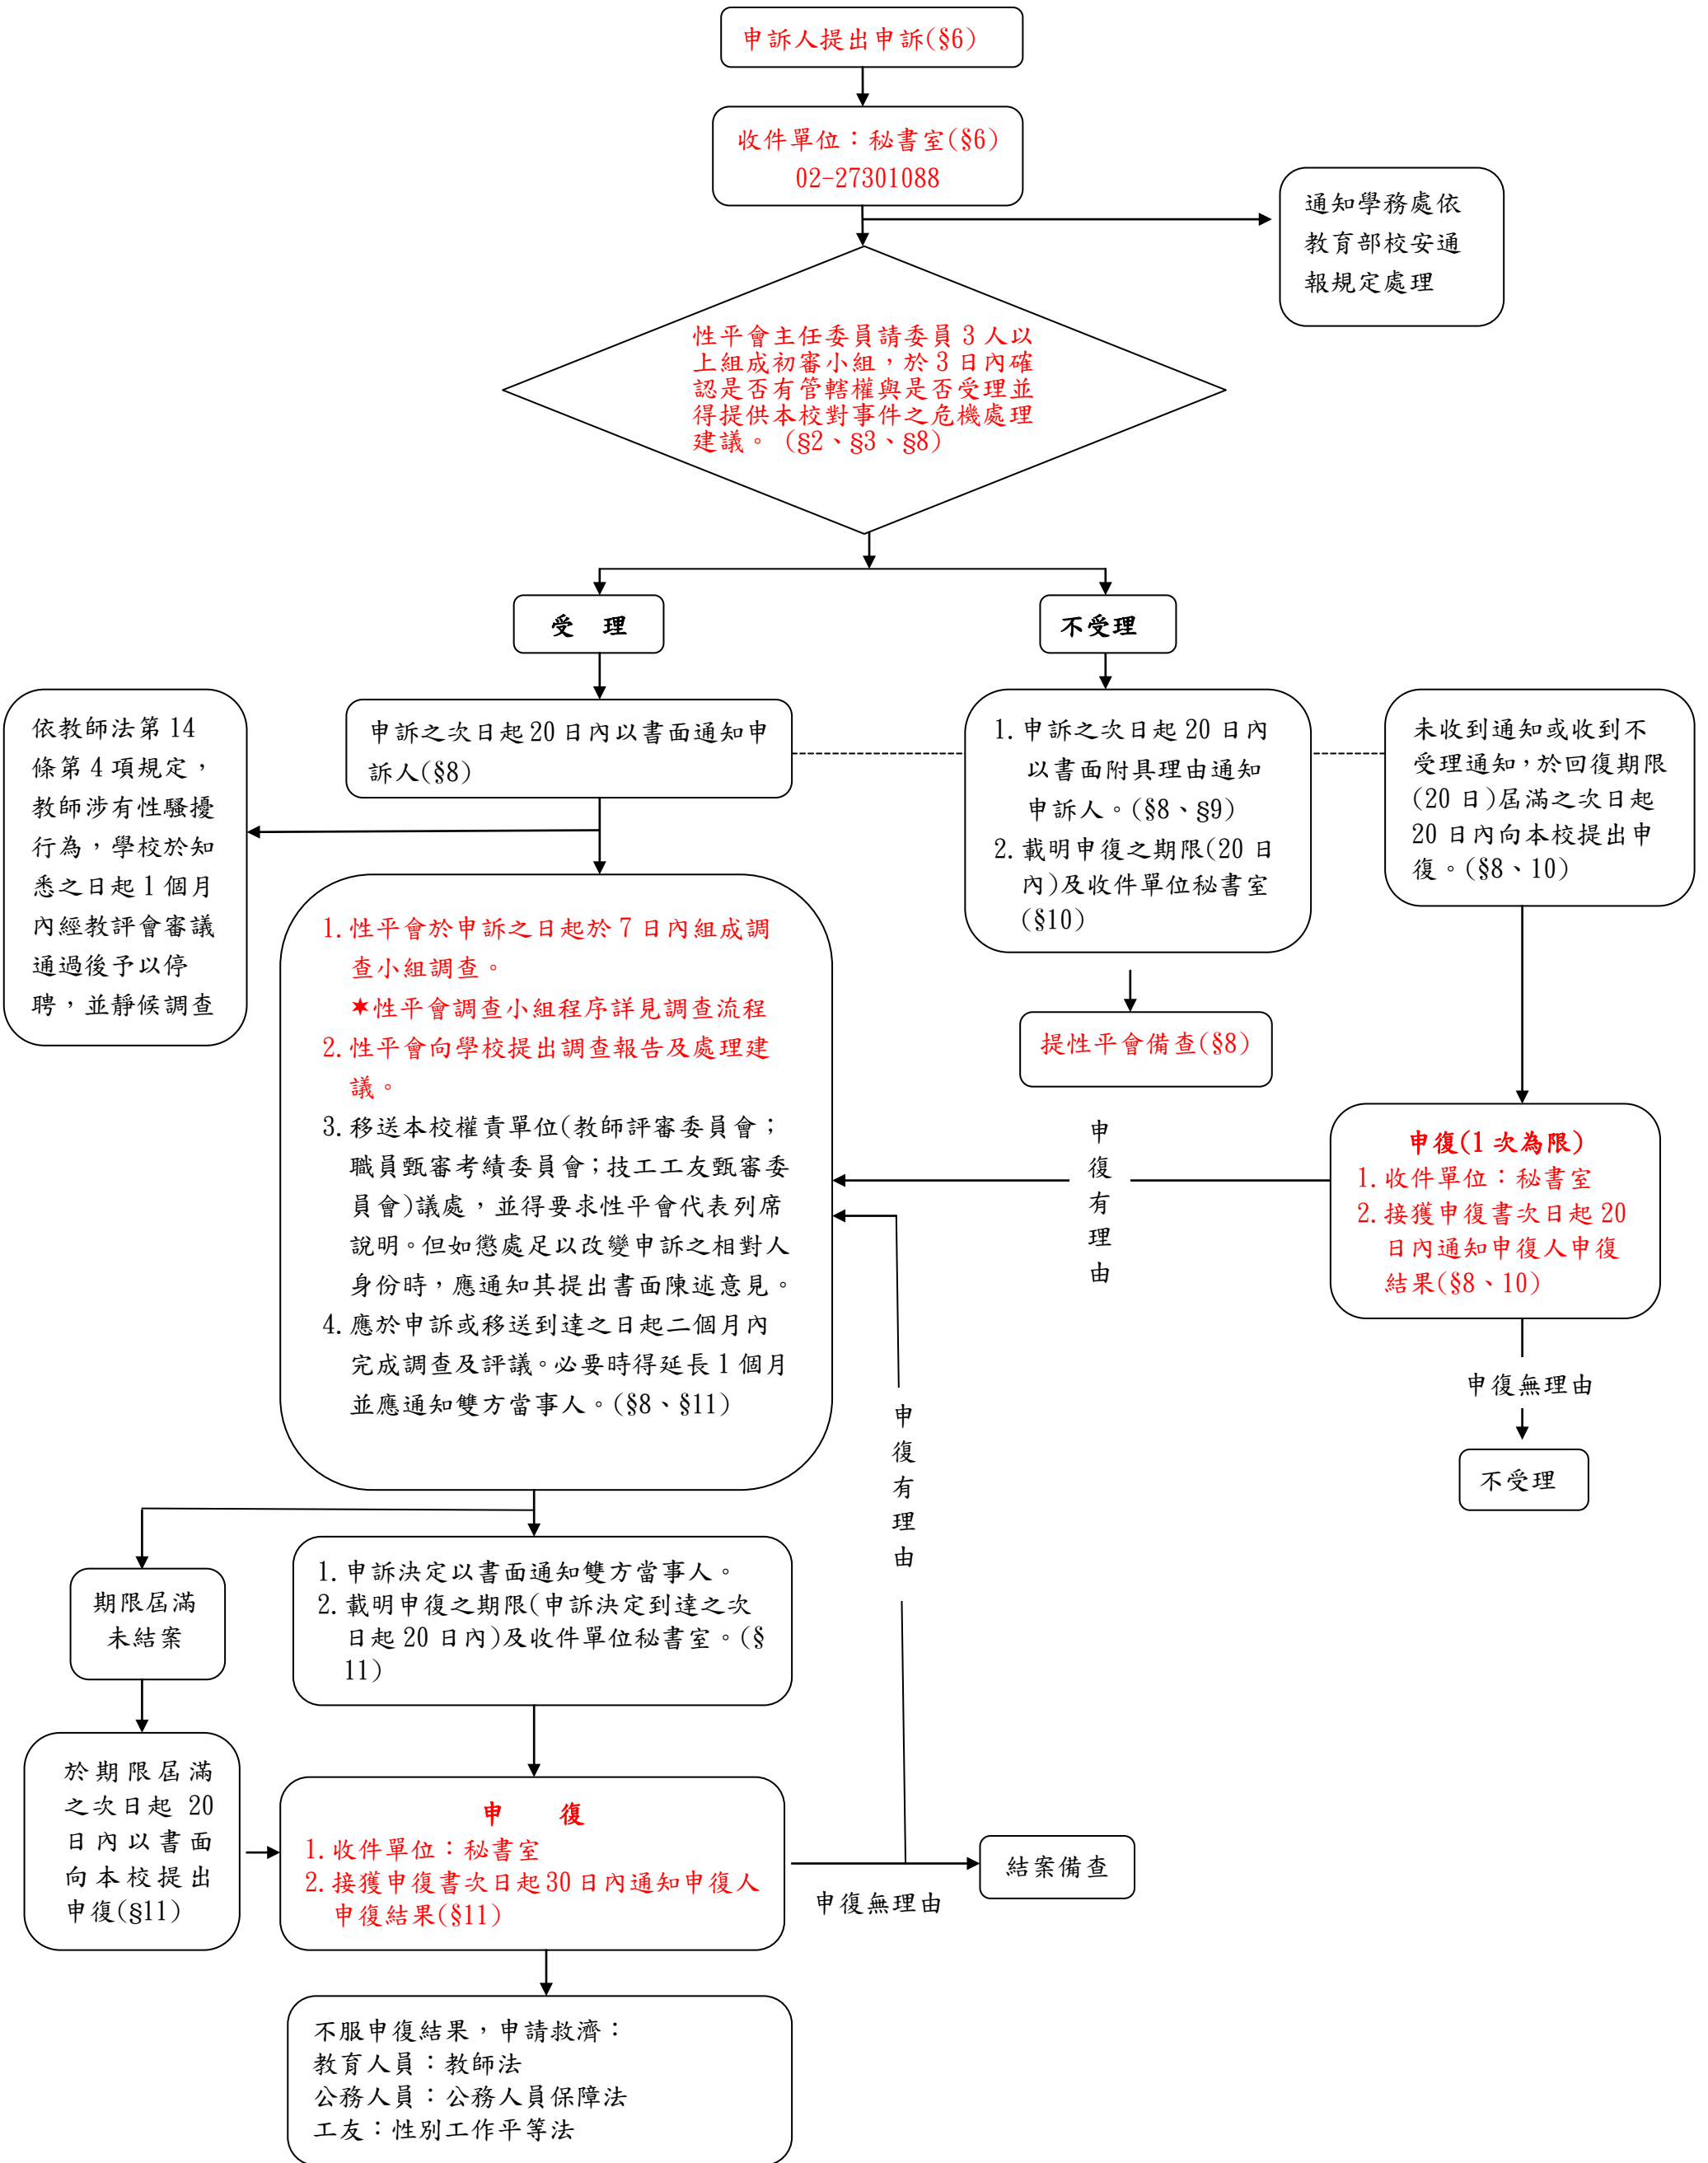 申訴人提出申訴(§6)
收件單位：秘書室(§6)
02-27301088
通知學務處依
教育部校安通
報規定處理
性平會主任委員請委員 3 人以
上組成初審小組，於 3 日內確
認是否有管轄權與是否受理並
得提供本校對事件之危機處理
建議。 (§2、§3、§8)
受 理
不受理
依教師法第 14
條第 4 項規定，
教師涉有性騷擾
行為，學校於知
悉之日起 1 個月
內經教評會審議
通過後予以停
聘，並靜候調查
申訴之次日起 20 日內以書面通知申
訴人(§8)
1. 申訴之次日起 20 日內
以書面附具理由通知
申訴人。(§8、§9)
2. 載明申復之期限(20 日
內)及收件單位秘書室
(§10)
未收到通知或收到不
受理通知，於回復期限
(20 日)屆滿之次日起
20 日內向本校提出申
復。(§8、10)
1. 性平會於申訴之日起於 7 日內組成調
查小組調查。
★性平會調查小組程序詳見調查流程
2. 性平會向學校提出調查報告及處理建
議。
3. 移送本校權責單位(教師評審委員會；
職員甄審考績委員會；技工工友甄審委
員會)議處，並得要求性平會代表列席
說明。但如懲處足以改變申訴之相對人
身份時，應通知其提出書面陳述意見。
4. 應於申訴或移送到達之日起二個月內
完成調查及評議。必要時得延長 1 個月
並應通知雙方當事人。(§8、§11)
提性平會備查(§8)
申復有理由
申復(1 次為限)
1. 收件單位：秘書室
2. 接獲申復書次日起 20
日內通知申復人申復
結果(§8、10)
申復無理由
不受理
申復有理由
期限屆滿
未結案
1. 申訴決定以書面通知雙方當事人。
2. 載明申復之期限(申訴決定到達之次
日起 20 日內)及收件單位秘書室。(§
11)
於期限屆滿
之次日起 20
日內以書面
向本校提出
申復(§11)
申 復
1. 收件單位：秘書室
2. 接獲申復書次日起 30 日內通知申復人
申復結果(§11)
申復無理由
結案備查
不服申復結果，申請救濟：
教育人員：教師法
公務人員：公務人員保障法
工友：性別工作平等法